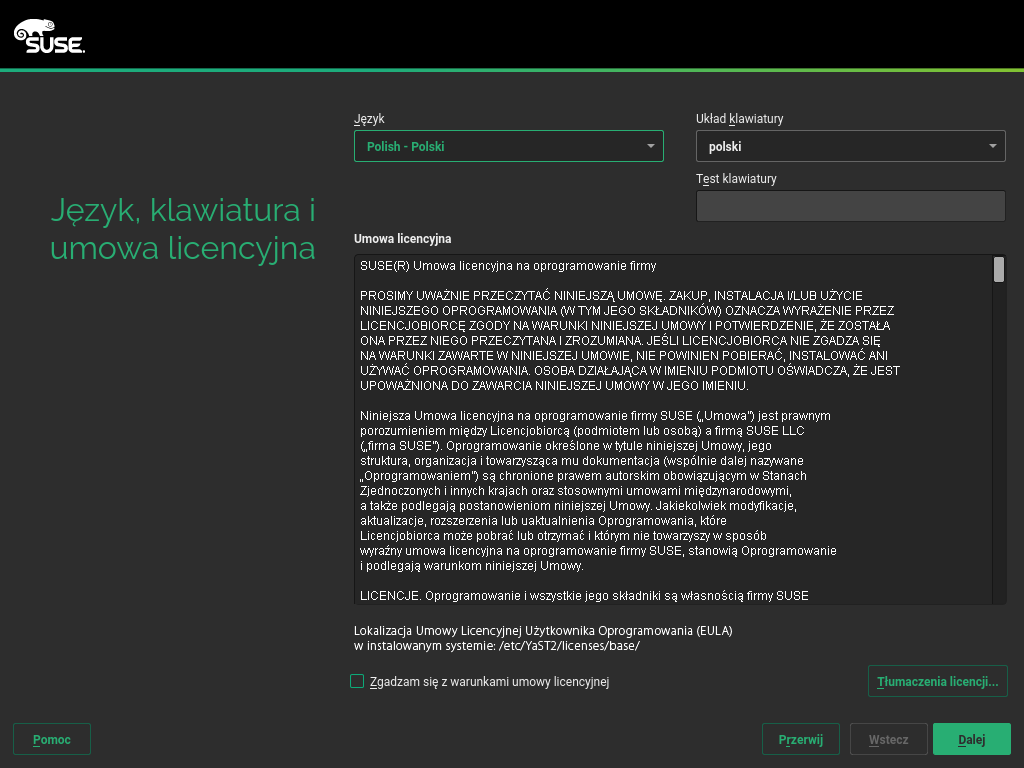 SUSE.
Język
Układ klawiatury
Polish - Polski
polski
Test klawiatury
Język, klawiatura i
umowa licencyjna
Umowa licencyjna
SUSE(R) Umowa licencyjna na oprogramowanie firmy
PROSIMY UWAŻNIE PRZECZYTAĆ NINIEJSZĄ UMOWĘ. ZAKUP, INSTALACJA I/LUB UŻYCIE
NINIEJSZEGO OPROGRAMOWANIA (W TYM JEGO SKŁADNIKÓW) OZNACZA WYRAŻENIE PRZEZ
LICENCJOBIORCĘ ZGODY NA WARUNKI NINIEJSZEJ UMOWY I POTWIERDZENIE, ŻE ZOSTAŁA
ONA PRZEZ NIEGO PRZECZYTANA I ZROZUMIANA. JEŚLI LICENCJOBIORCA NIE ZGADZA SIĘ
NA WARUNKI ZAWARTE W NINIEJSZEJ UMOWIE, NIE POWINIEN POBIERAĆ, INSTALOWAĆ ANI
UŻYWAĆ OPROGRAMOWANIA. OSOBA DZIAŁAJĄCA W IMIENIU PODMIOTU OŚWIADCZA, ŻE JEST
UPOWAŻNIONA DO ZAWARCIA NINIEJSZEJ UMOWY W JEGO IMIENIU.
Niniejsza Umowa licencyjna na oprogramowanie firmy SUSE („Umowa”) jest prawnym
porozumieniem między Licencjobiorcą (podmiotem lub osobą) a firmą SUSE LLC
(„firma SUSE”). Oprogramowanie określone w tytule niniejszej Umowy, jego
struktura, organizacja i towarzysząca mu dokumentacja (wspólnie dalej nazywane
„Oprogramowaniem”) są chronione prawem autorskim obowiązującym w Stanach
Zjednoczonych i innych krajach oraz stosownymi umowami międzynarodowymi,
a także podlegają postanowieniom niniejszej Umowy. Jakiekolwiek modyfikacje,
aktualizacje, rozszerzenia lub uaktualnienia Oprogramowania, które
Licencjobiorca może pobrać lub otrzymać i którym nie towarzyszy w sposób
wyraźny umowa licencyjna na oprogramowanie firmy SUSE, stanowią Oprogramowanie
i podlegają warunkom niniejszej Umowy.
LICENCJE. Oprogramowanie i wszystkie jego składniki są własnością firmy SUSE
Lokalizacja Umowy Licencyjnej Użytkownika Oprogramowania (EULA)
w instalowanym systemie: /etc/YaST2/licenses/base/
Zgadzam się z warunkami umowy licencyjnej
Tłumaczenia licencji...
Pomoc
Przerwij
Wstecz
Dalej